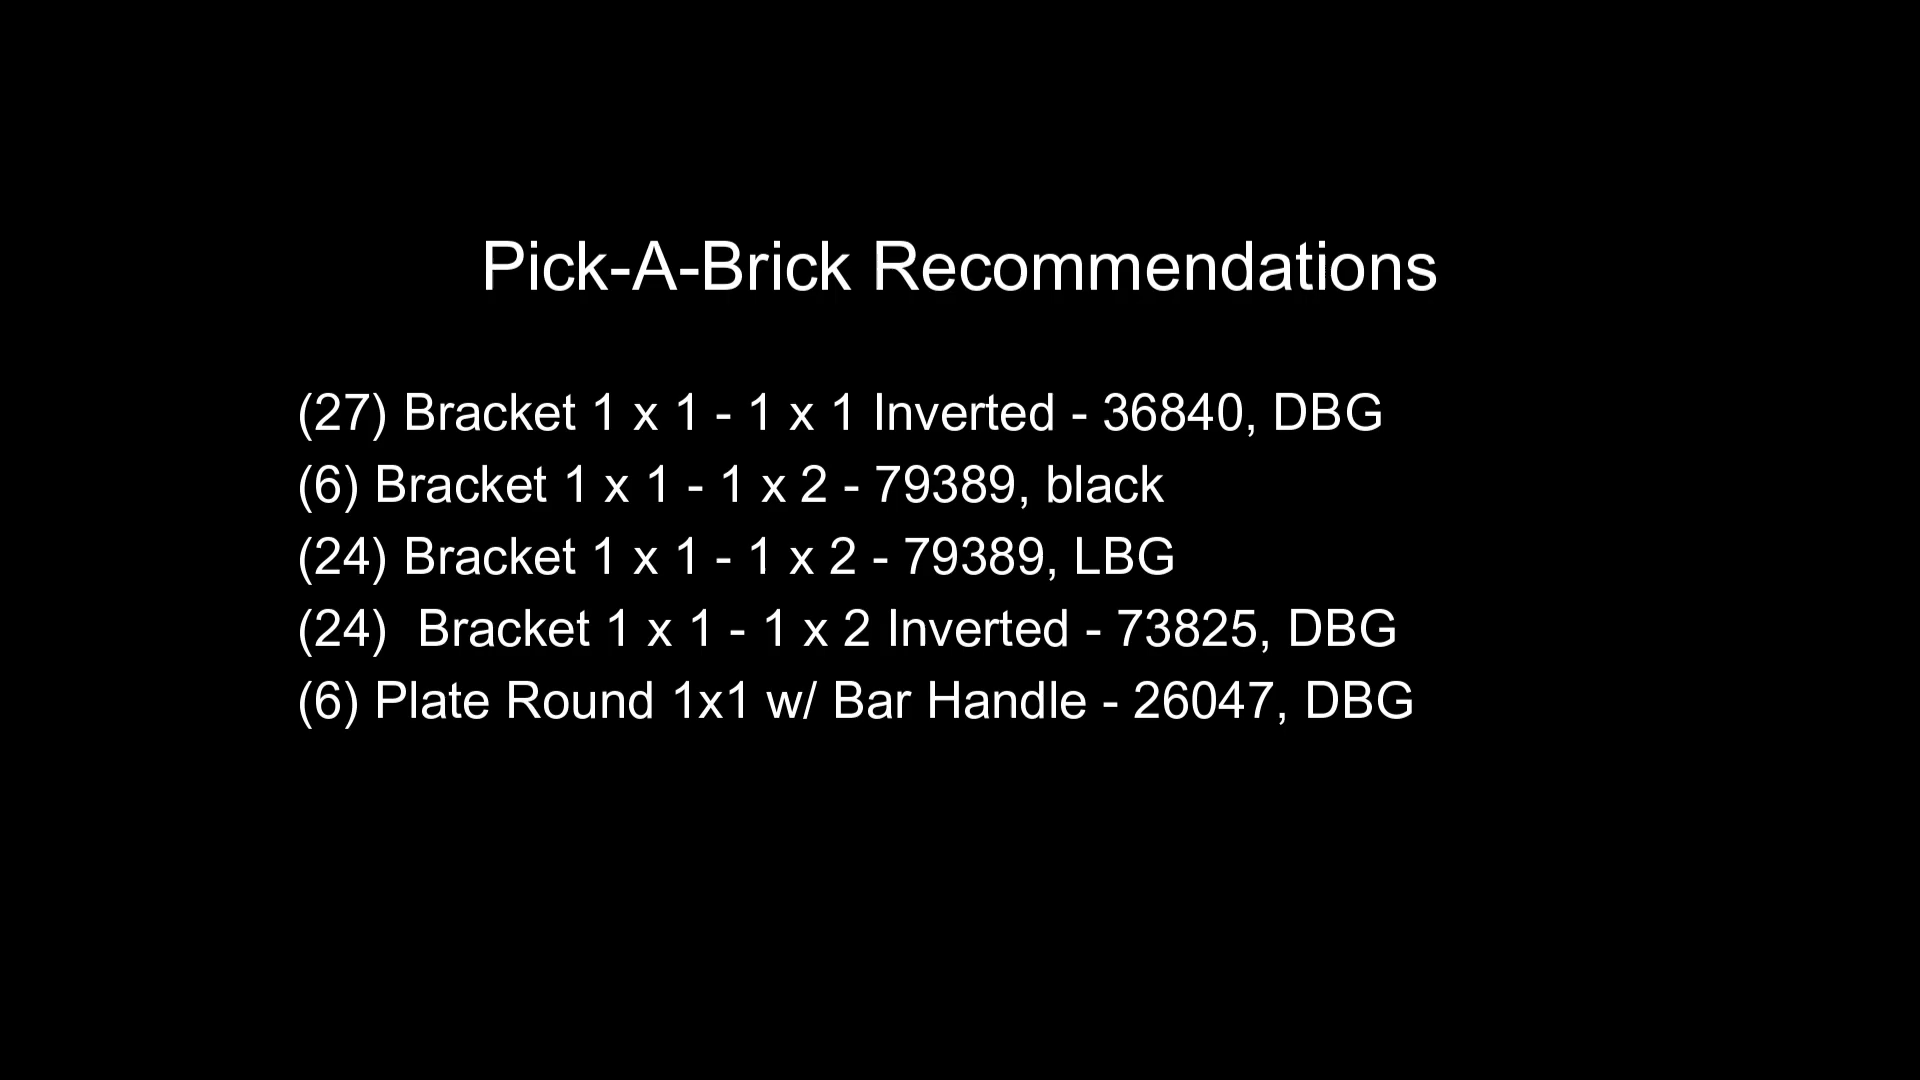 Pick-A-Brick Recommendations
(27) Bracket 1 x 1 - 1 x 1 Inverted - 36840, DBG
(6) Bracket 1 x 1 - 1 x 2 - 79389, black
(24) Bracket 1 x 1 - 1 x 2 - 79389, LBG
(24)  Bracket 1 x 1 - 1 x 2 Inverted - 73825, DBG
(6) Plate Round 1x1 w/ Bar Handle - 26047, DBG